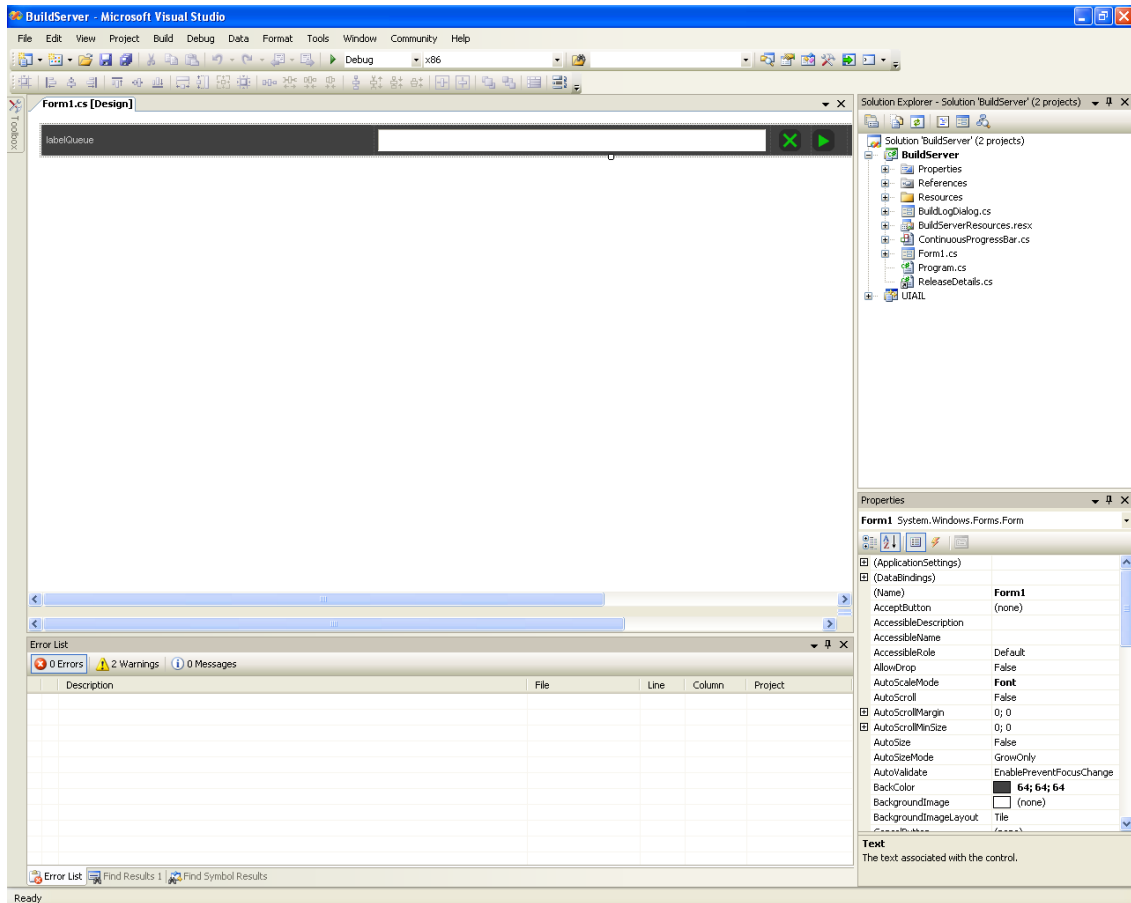 BuildServer - Microsoft Visual Studio
File Edit View Project Build Debug Data Format Tools Window Community Help
Debug x86
Toolbox
Form1.cs [Design]
labelQueue
Solution Explorer - Solution 'BuildServer' (2 projects)
Solution 'BuildServer' (2 projects)
BuildServer
Properties
References
Resources
BuildLogDialog.cs
BuildServerResources.resx
ContinuousProgressBar.cs
Form1.cs
Program.cs
ReleaseDetails.cs
UIAIL
Properties
Form1 System.Windows.Forms.Form
(ApplicationSettings)
(DataBindings)
(Name) Form1
AcceptButton (none)
AccessibleDescription
AccessibleName
AccessibleRole Default
AllowDrop False
AutoScaleMode Font
AutoScroll False
AutoScrollMargin 0; 0
AutoScrollMinSize 0; 0
AutoSize False
AutoSizeMode GrowOnly
AutoValidate EnablePreventFocusChange
BackColor 64; 64; 64
BackgroundImage (none)
BackgroundImageLayout Tile
Text
The text associated with the control.
Error List
0 Errors 2 Warnings 0 Messages
Description File Line Column Project
Error List Find Results 1 Find Symbol Results
Ready